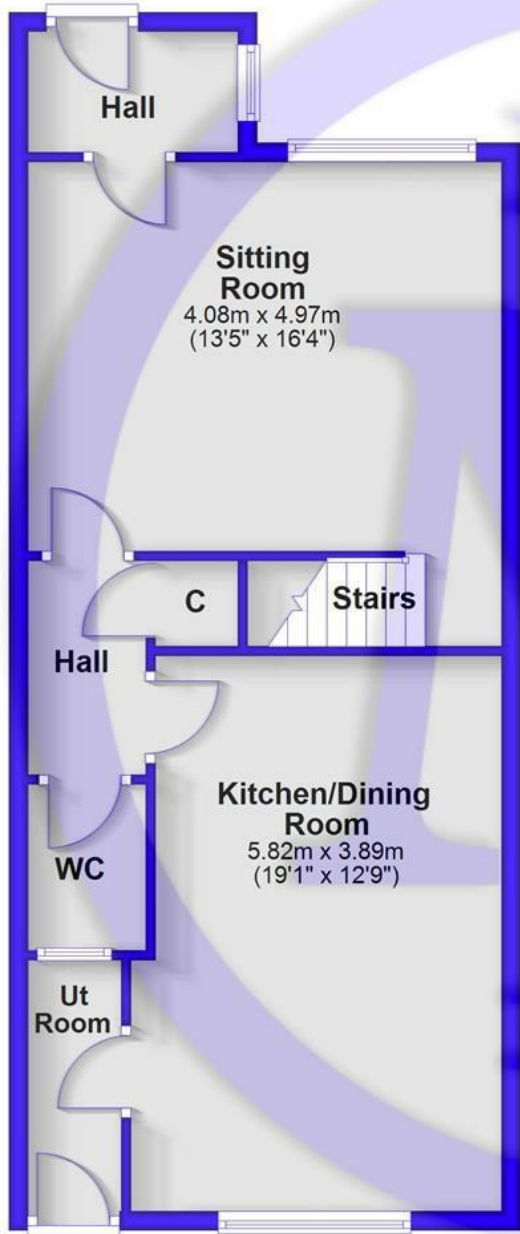 Hall
Sitting
Room
4.08m x 4.97m
(13'5" x 16'4")
C
Stairs
Hall
Kitchen/Dining
Room
5.82m x 3.89m
(19'1" x 12'9")
WC
Ut
Room